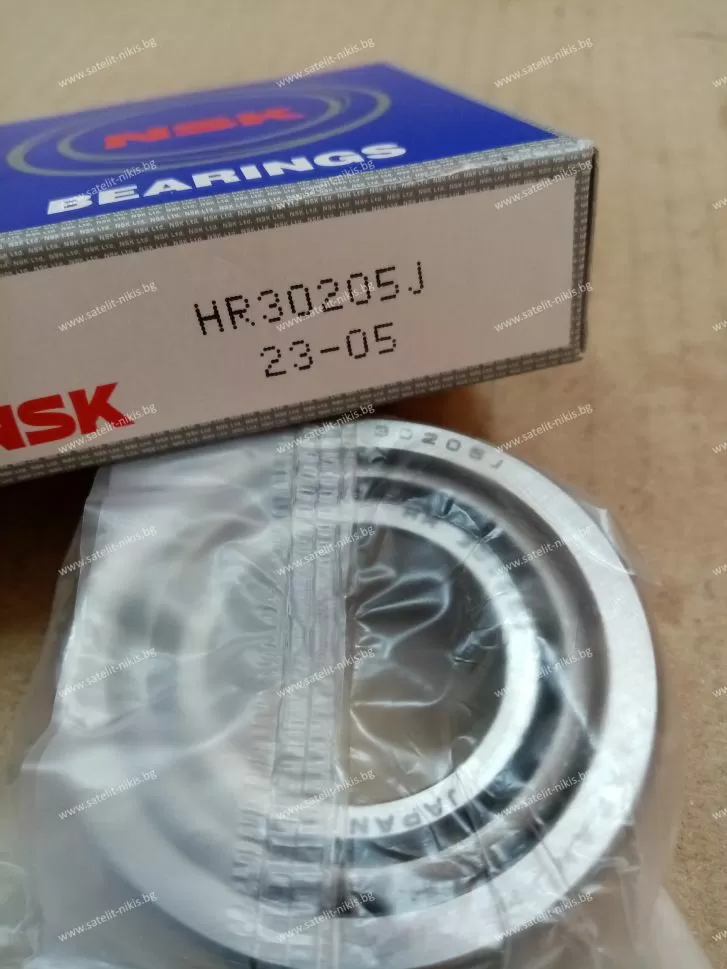 NSK
BEARINGS
HR30205J
23-05
NSK
30205J
JAPAN
www.satelit-nikis.bg